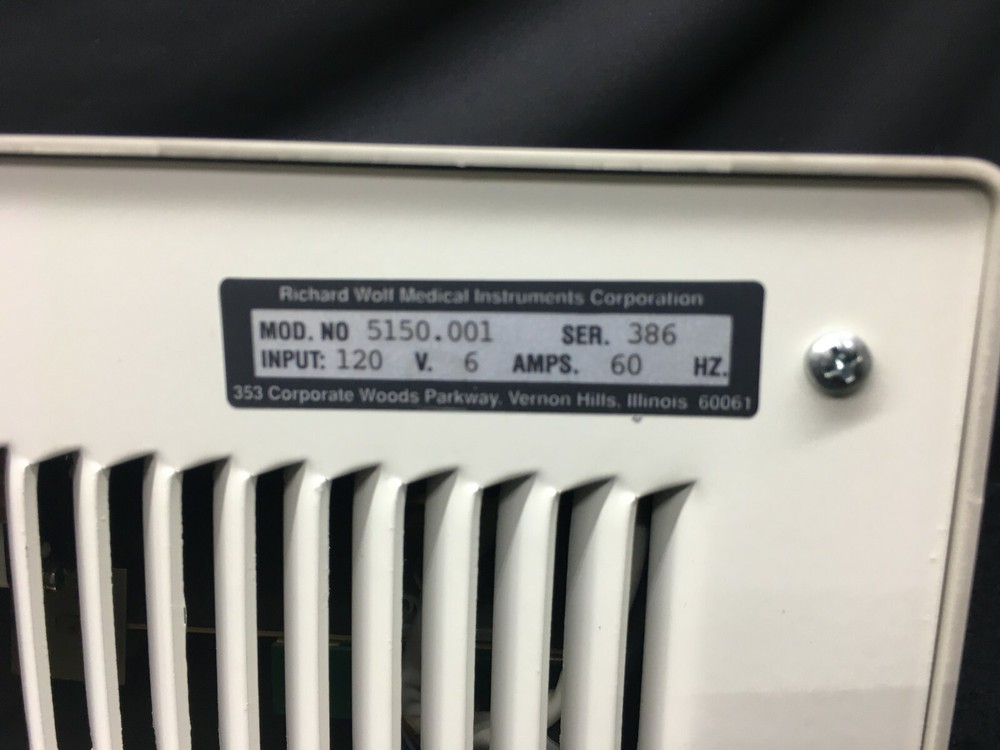 Richard Wolf Medical Instruments Corporation
MOD. NO 5150.001 SER. 386
INPUT: 120 V. 6 AMPS. 60 HZ.
353 Corporate Woods Parkway. Vernon Hills, Illinois 60061